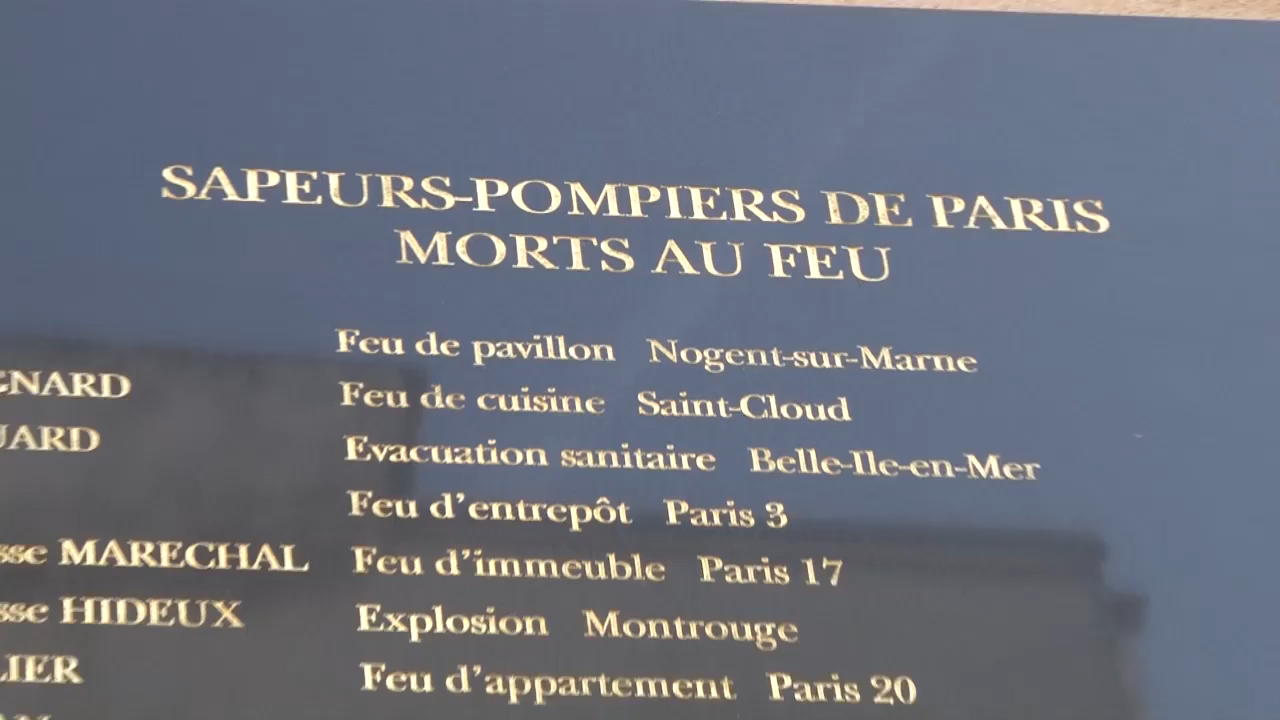 SAPEURS-POMPIERS DE PARIS
MORTS AU FEU
Feu de pavillon Nogent-sur-Marne
GNARD Feu de cuisine Saint-Cloud
UARD Evacuation sanitaire Belle-Ile-en-Mer
Feu d'entrepôt Paris 3
sse MARECHAL Feu d'immeuble Paris 17
sse HIDEUX Explosion Montrouge
LIER Feu d'appartement Paris 20